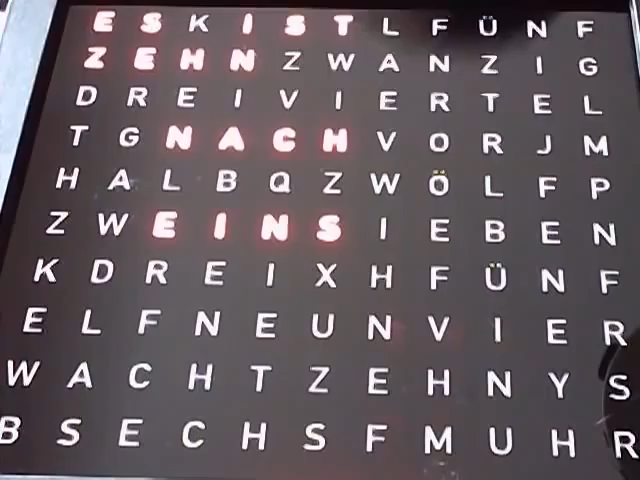 ESKISTLFÜNF
ZEHNZWANZIG
DREIVIERTEL
TGNACHVORJM
HALBQZWÖLFP
ZWEINSIEBEN
KDREIXHFÜNF
ELFNEUNVIER
WACHTZEHNYS
BSECHSFMUHR